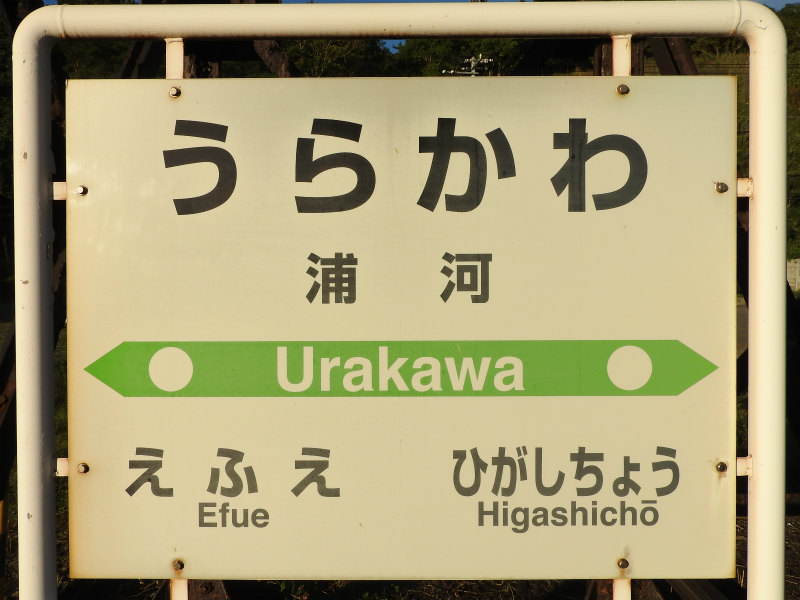 うらかわ
浦河
Urakawa
えふえ ひがしちょう
Efue Higashichō